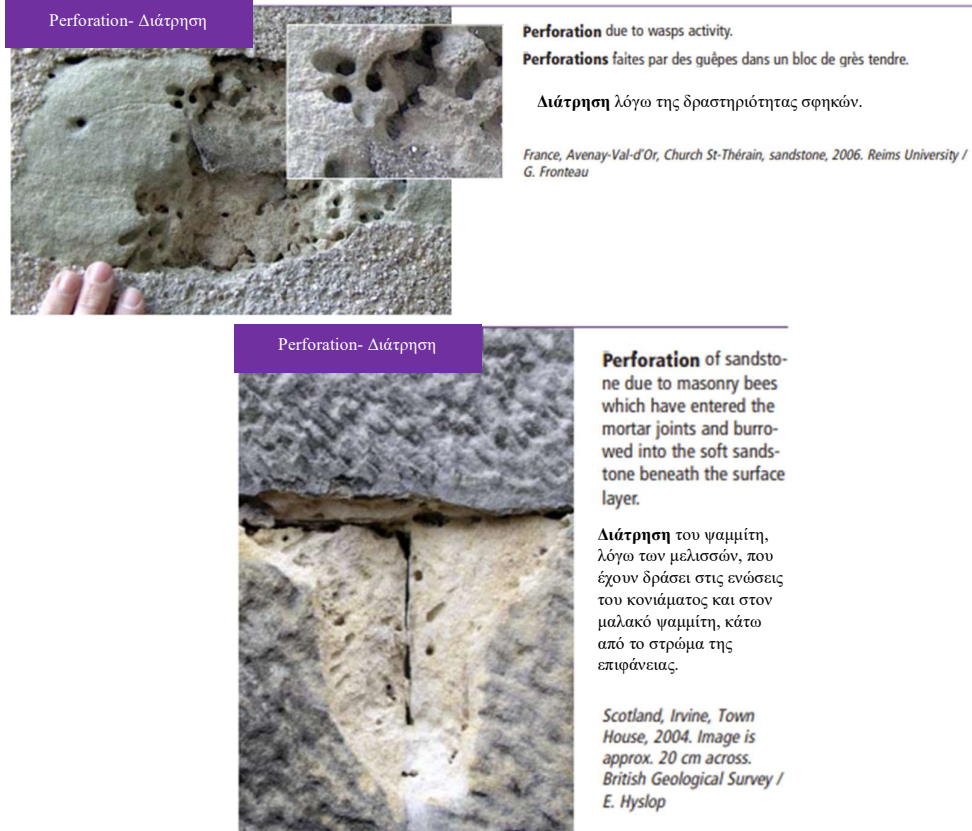 Perforation- Διάτρηση
Perforation due to wasps activity.
Perforations faites par des guêpes dans un bloc de grès tendre.
Διάτρηση λόγω της δραστηριότητας σφηκών.
France, Avenay-Val-d'Or, Church St-Thérain, sandstone, 2006. Reims University /
G. Fronteau
Perforation- Διάτρηση
Perforation of sandsto-
ne due to masonry bees
which have entered the
mortar joints and burro-
wed into the soft sands-
tone beneath the surface
layer.
Διάτρηση του ψαμμίτη,
λόγω των μελισσών, που
έχουν δράσει στις ενώσεις
του κονιάματος και στον
μαλακό ψαμμίτη, κάτω
από το στρώμα της
επιφάνειας.
Scotland, Irvine, Town
House, 2004. Image is
approx. 20 cm across.
British Geological Survey /
E. Hyslop